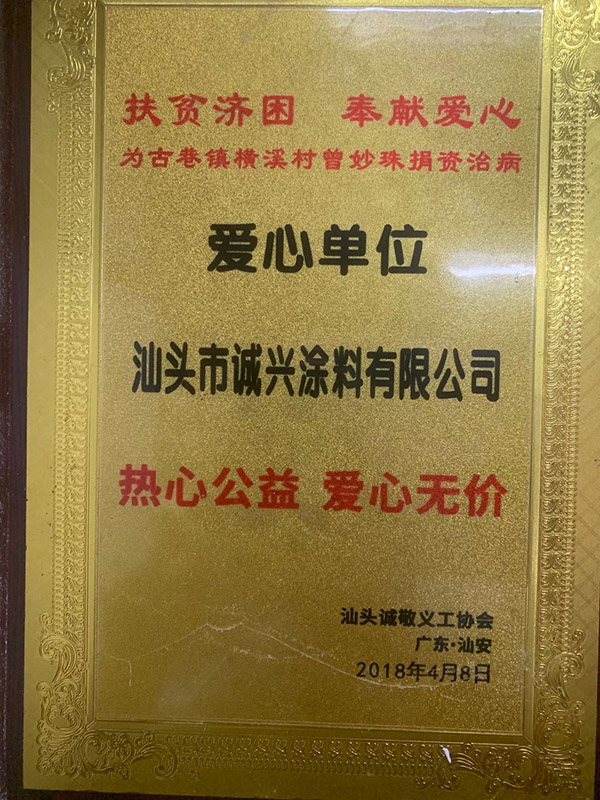 扶贫济困 奉献爱心
为古巷镇横溪村曾妙珠捐资治病
爱心单位
汕头市诚兴涂料有限公司
热心公益 爱心无价
汕头诚敬义工协会
广东·汕安
2018年4月8日